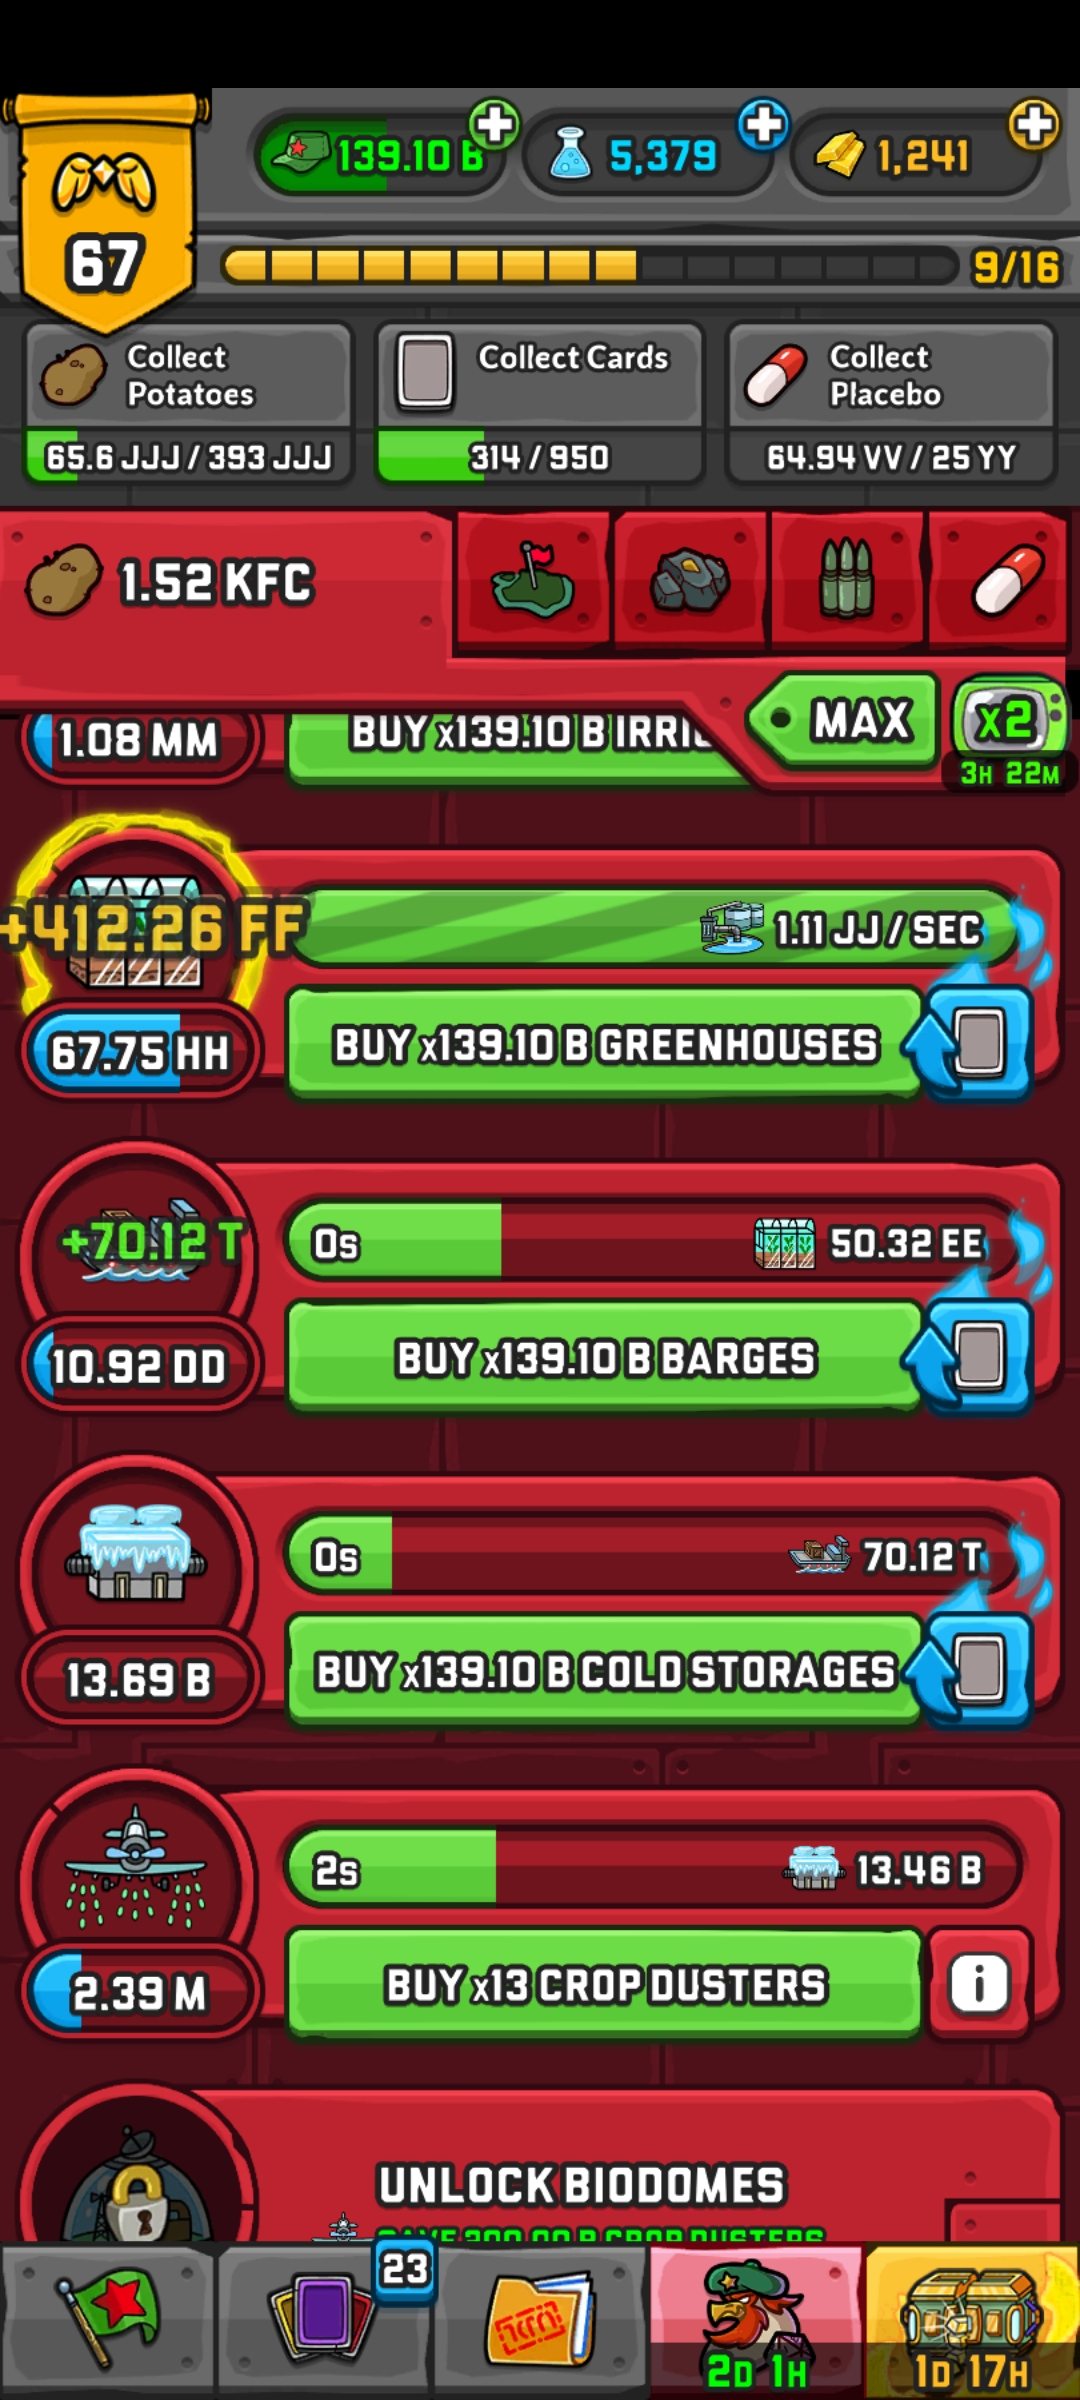 139.10 B
5,379
1,241
67
9/16
Collect
Potatoes
65.6 JJJ / 393 JJJ
Collect Cards
314 / 950
Collect
Placebo
64.94 VV / 25 YY
1.52 KFC
MAX
x2
3H 22M
1.08 MM
BUY x139.10 B IRRIG
+412.26 FF
1.11 JJ / SEC
67.75 HH
BUY x139.10 B GREENHOUSES
+70.12 T
0s
50.32 EE
10.92 DD
BUY x139.10 B BARGES
0s
70.12 T
13.69 B
BUY x139.10 B COLD STORAGES
2s
13.46 B
2.39 M
BUY x13 CROP DUSTERS
i
UNLOCK BIODOMES
23
2D 1H
1D 17H